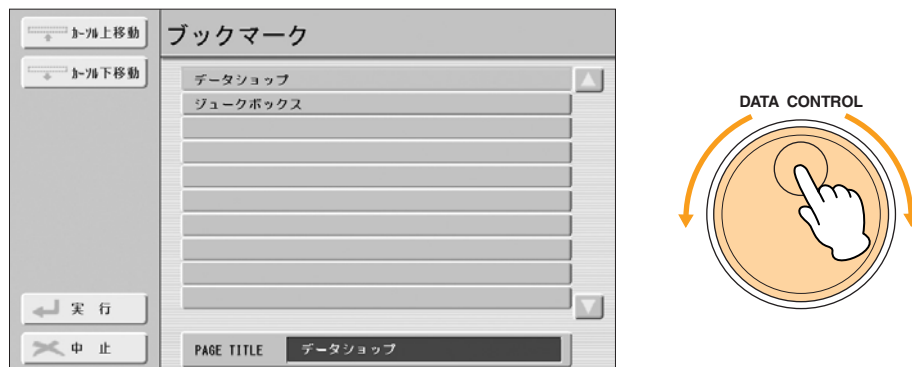 カーソル上移動
カーソル下移動
ブックマーク
データショップ
ジュークボックス
実 行
中 止
PAGE TITLE データショップ
DATA CONTROL